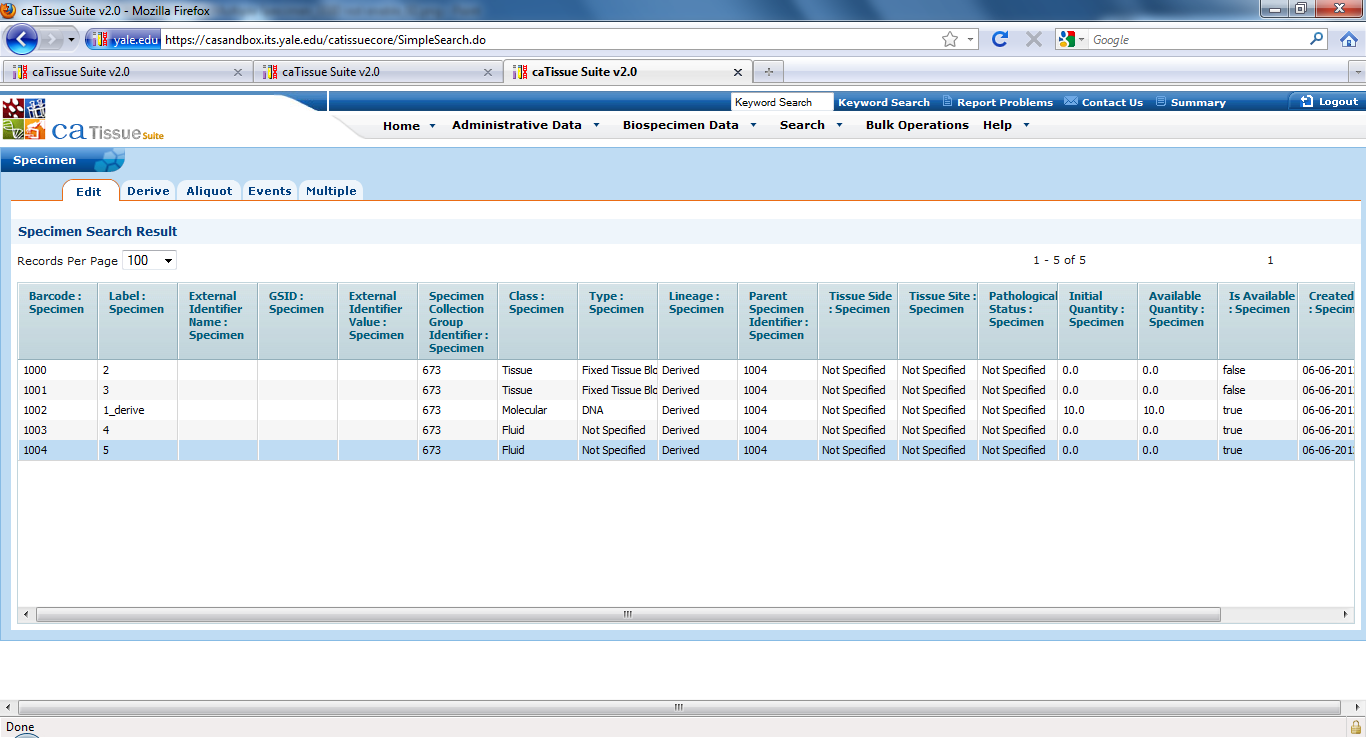 caTissue Suite v2.0 - Mozilla Firefox
yale.edu https://casandbox.its.yale.edu/catissuecore/SimpleSearch.do
Google
caTissue Suite v2.0 caTissue Suite v2.0 caTissue Suite v2.0
Keyword Search Keyword Search Report Problems Contact Us Summary Logout
ca Tissue Suite
Home Administrative Data Biospecimen Data Search Bulk Operations Help
Specimen
Edit Derive Aliquot Events Multiple
Specimen Search Result
Records Per Page 100 1 - 5 of 5 1
Barcode : Specimen Label : Specimen External Identifier Name : Specimen GSID : Specimen External Identifier Value : Specimen Specimen Collection Group Identifier : Specimen Class : Specimen Type : Specimen Lineage : Specimen Parent Specimen Identifier : Specimen Tissue Side : Specimen Tissue Site : Specimen Pathological Status : Specimen Initial Quantity : Specimen Available Quantity : Specimen Is Available : Specimen Created : Specim
1000 2 673 Tissue Fixed Tissue Blo Derived 1004 Not Specified Not Specified Not Specified 0.0 0.0 false 06-06-201
1001 3 673 Tissue Fixed Tissue Blo Derived 1004 Not Specified Not Specified Not Specified 0.0 0.0 false 06-06-201
1002 1_derive 673 Molecular DNA Derived 1004 Not Specified Not Specified Not Specified 10.0 10.0 true 06-06-201
1003 4 673 Fluid Not Specified Derived 1004 Not Specified Not Specified Not Specified 0.0 0.0 true 06-06-201
1004 5 673 Fluid Not Specified Derived 1004 Not Specified Not Specified Not Specified 0.0 0.0 true 06-06-201
Done